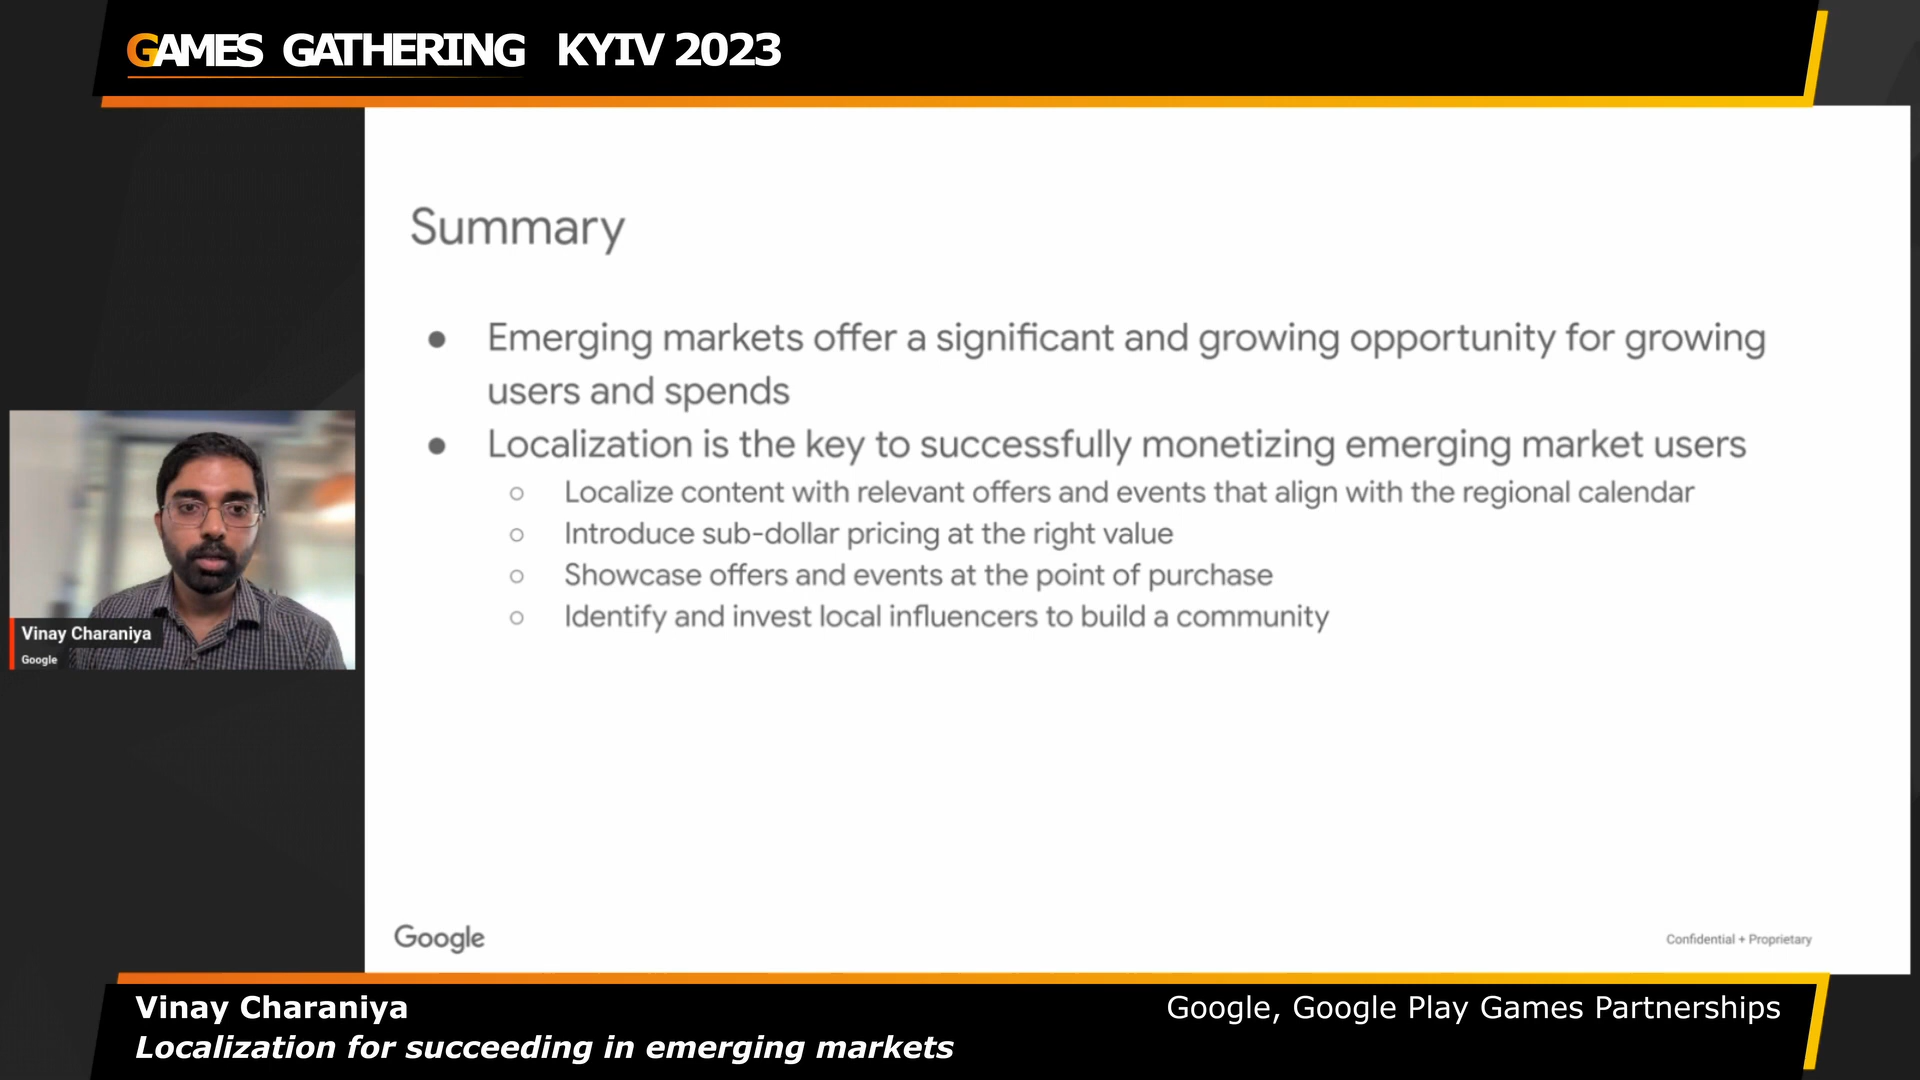 GAMES GATHERING KYIV 2023
Summary
● Emerging markets offer a significant and growing opportunity for growing
users and spends
● Localization is the key to successfully monetizing emerging market users
○ Localize content with relevant offers and events that align with the regional calendar
○ Introduce sub-dollar pricing at the right value
○ Showcase offers and events at the point of purchase
○ Identify and invest local influencers to build a community
Vinay Charaniya
Google
Google
Confidential + Proprietary
Vinay Charaniya
Google, Google Play Games Partnerships
Localization for succeeding in emerging markets